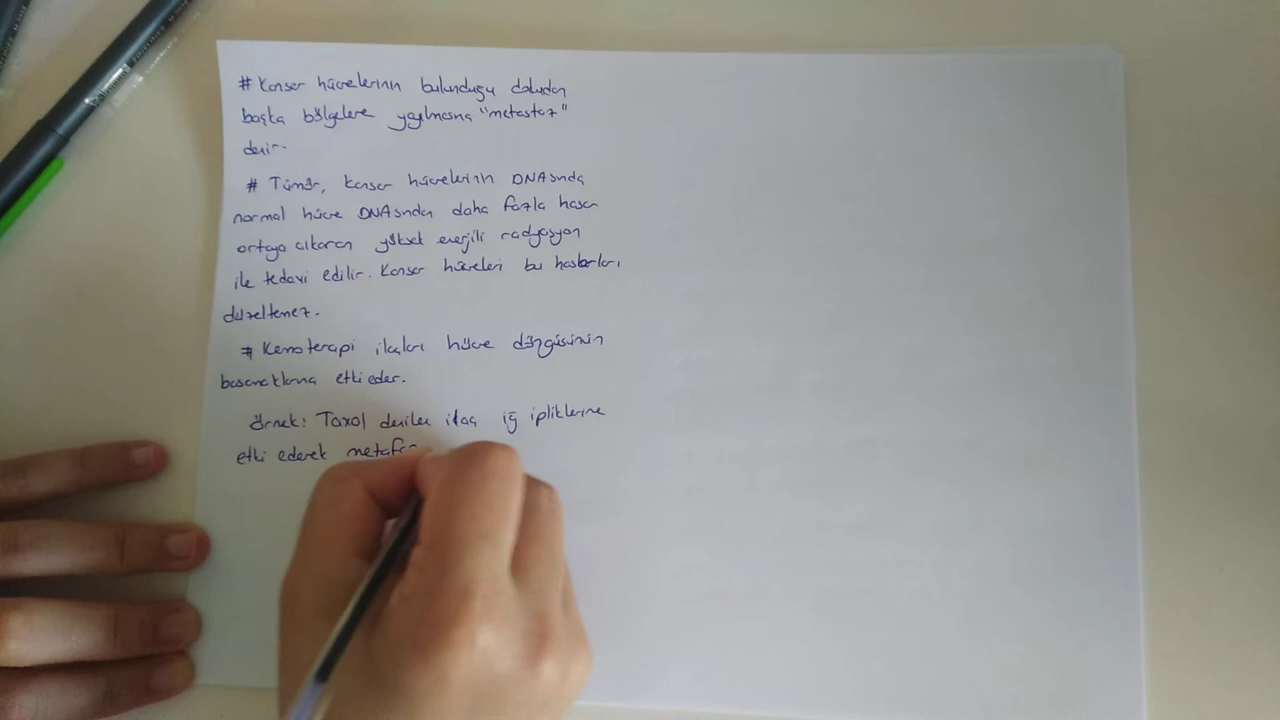 # Kanser hücrelerinin bulunduğu dokudan
başka bölgelere yayılmasına "metastaz"
denir.
# Tümör, kanser hücrelerinin DNAsında
normal hücre DNAsından daha fazla hasar
ortaya çıkaran yüksek enerjili radyasyon
ile tedavi edilir. Kanser hücreleri bu hasarları
düzeltemez.
# Kemoterapi ilaçları hücre döngüsünün
basamaklarına etki eder.
Örnek: Taxol denilen ilaç iğ ipliklerine
etki ederek